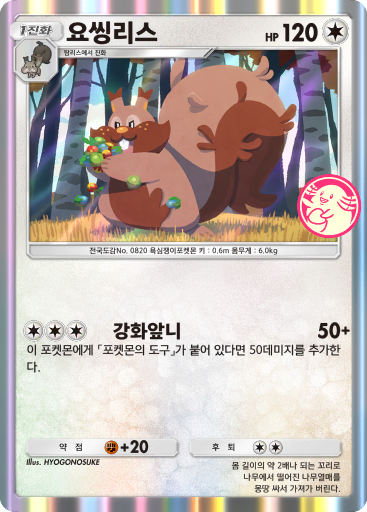 1진화
요씽리스
HP 120
탐리스에서 진화
전국도감No. 0820 욕심쟁이포켓몬 키 : 0.6m 몸무게 : 6.0kg
강화앞니 50+
이 포켓몬에게 「포켓몬의 도구」가 붙어 있다면 50데미지를 추가한
다.
약 점 +20 후 퇴
Illus. HYOGONOSUKE
몸 길이의 약 2배나 되는 꼬리로
나무에서 떨어진 나무열매를
몽땅 싸서 가져가 버린다.